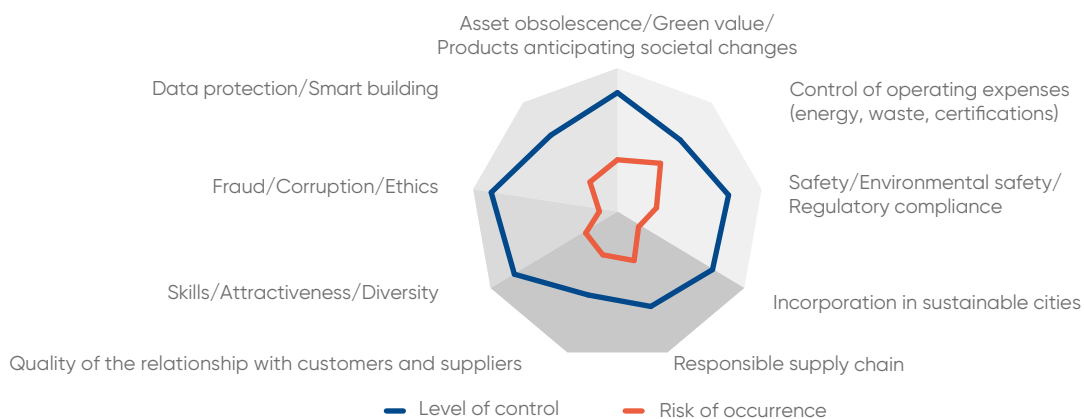 Asset obsolescence/Green value/
Products anticipating societal changes
Data protection/Smart building
Control of operating expenses
(energy, waste, certifications)
Fraud/Corruption/Ethics
Safety/Environmental safety/
Regulatory compliance
Skills/Attractiveness/Diversity
Incorporation in sustainable cities
Quality of the relationship with customers and suppliers
Responsible supply chain
Level of control
Risk of occurrence